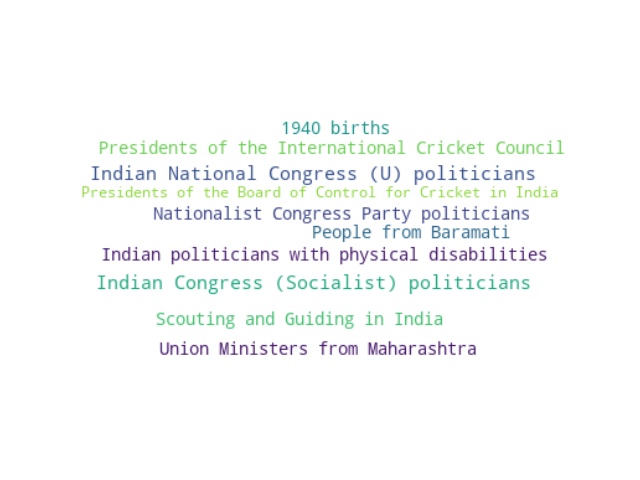 1940 births
Presidents of the International Cricket Council
Indian National Congress (U) politicians
Presidents of the Board of Control for Cricket in India
Nationalist Congress Party politicians
People from Baramati
Indian politicians with physical disabilities
Indian Congress (Socialist) politicians
Scouting and Guiding in India
Union Ministers from Maharashtra